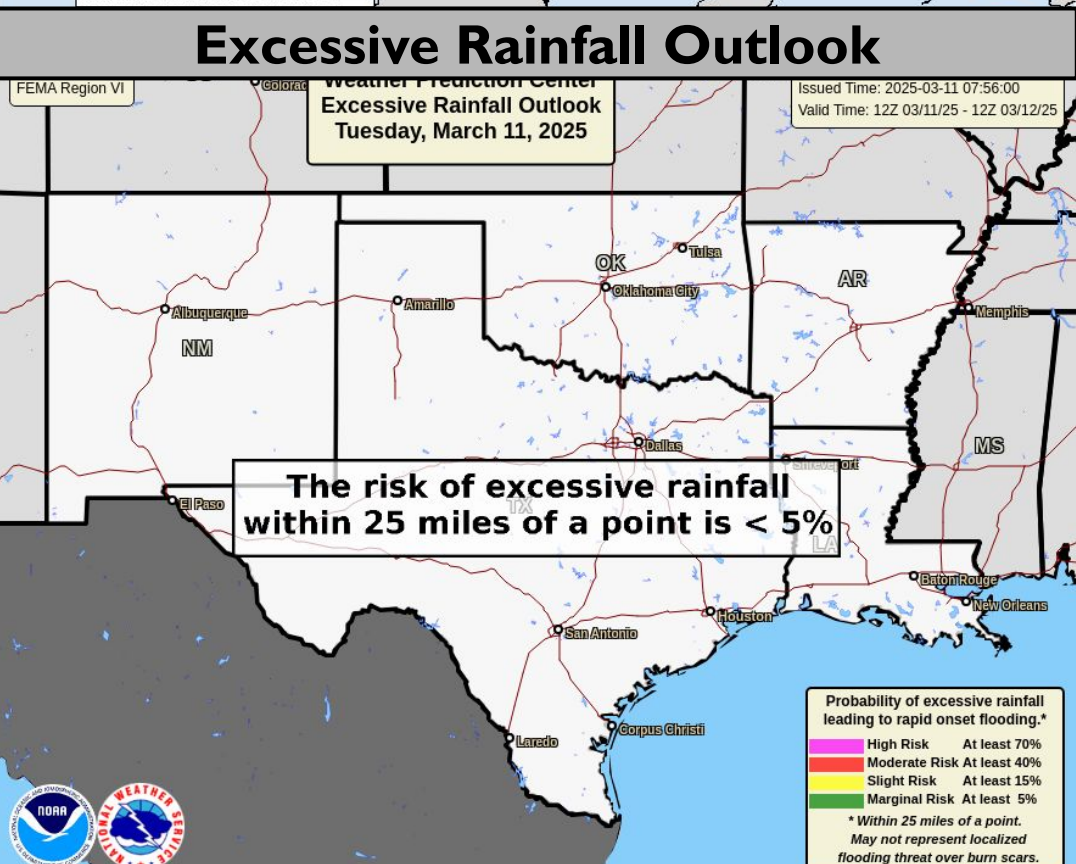 Excessive Rainfall Outlook
FEMA Region VI
Weather Prediction Center
Excessive Rainfall Outlook
Tuesday, March 11, 2025
Issued Time: 2025-03-11 07:56:00
Valid Time: 12Z 03/11/25 - 12Z 03/12/25
Colorad
Tulsa
OK
Oklahoma City
AR
Amarillo
Albuquerque
Memphis
NM
MS
Dallas
Shreveport
The risk of excessive rainfall
within 25 miles of a point is < 5%
TX
El Paso
LA
Baton Rouge
New Orleans
Houston
San Antonio
Corpus Christi
Laredo
Probability of excessive rainfall
leading to rapid onset flooding.*
High Risk At least 70%
Moderate Risk At least 40%
Slight Risk At least 15%
Marginal Risk At least 5%
* Within 25 miles of a point.
May not represent localized
flooding threat over burn scars.
NOAA
NATIONAL WEATHER SERVICE